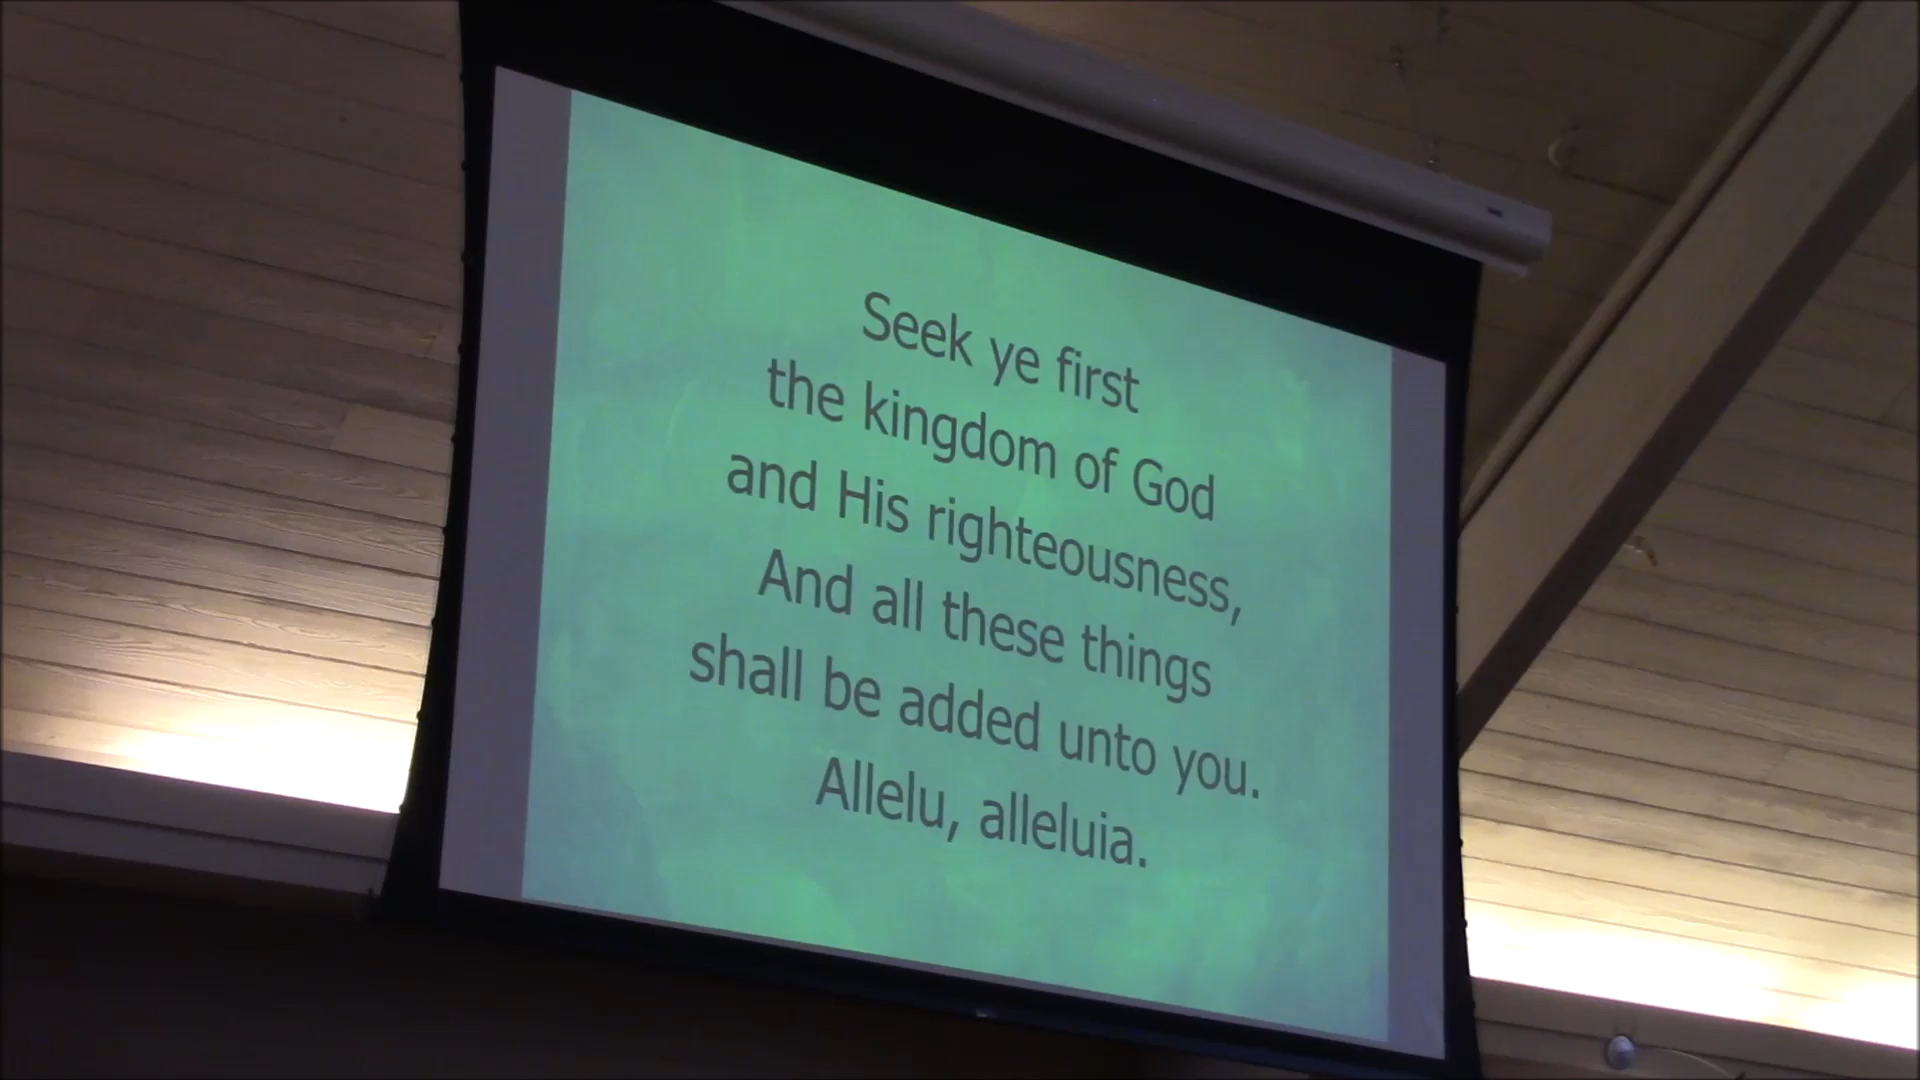 Seek ye first
the kingdom of God
and His righteousness,
And all these things
shall be added unto you.
Allelu, alleluia.